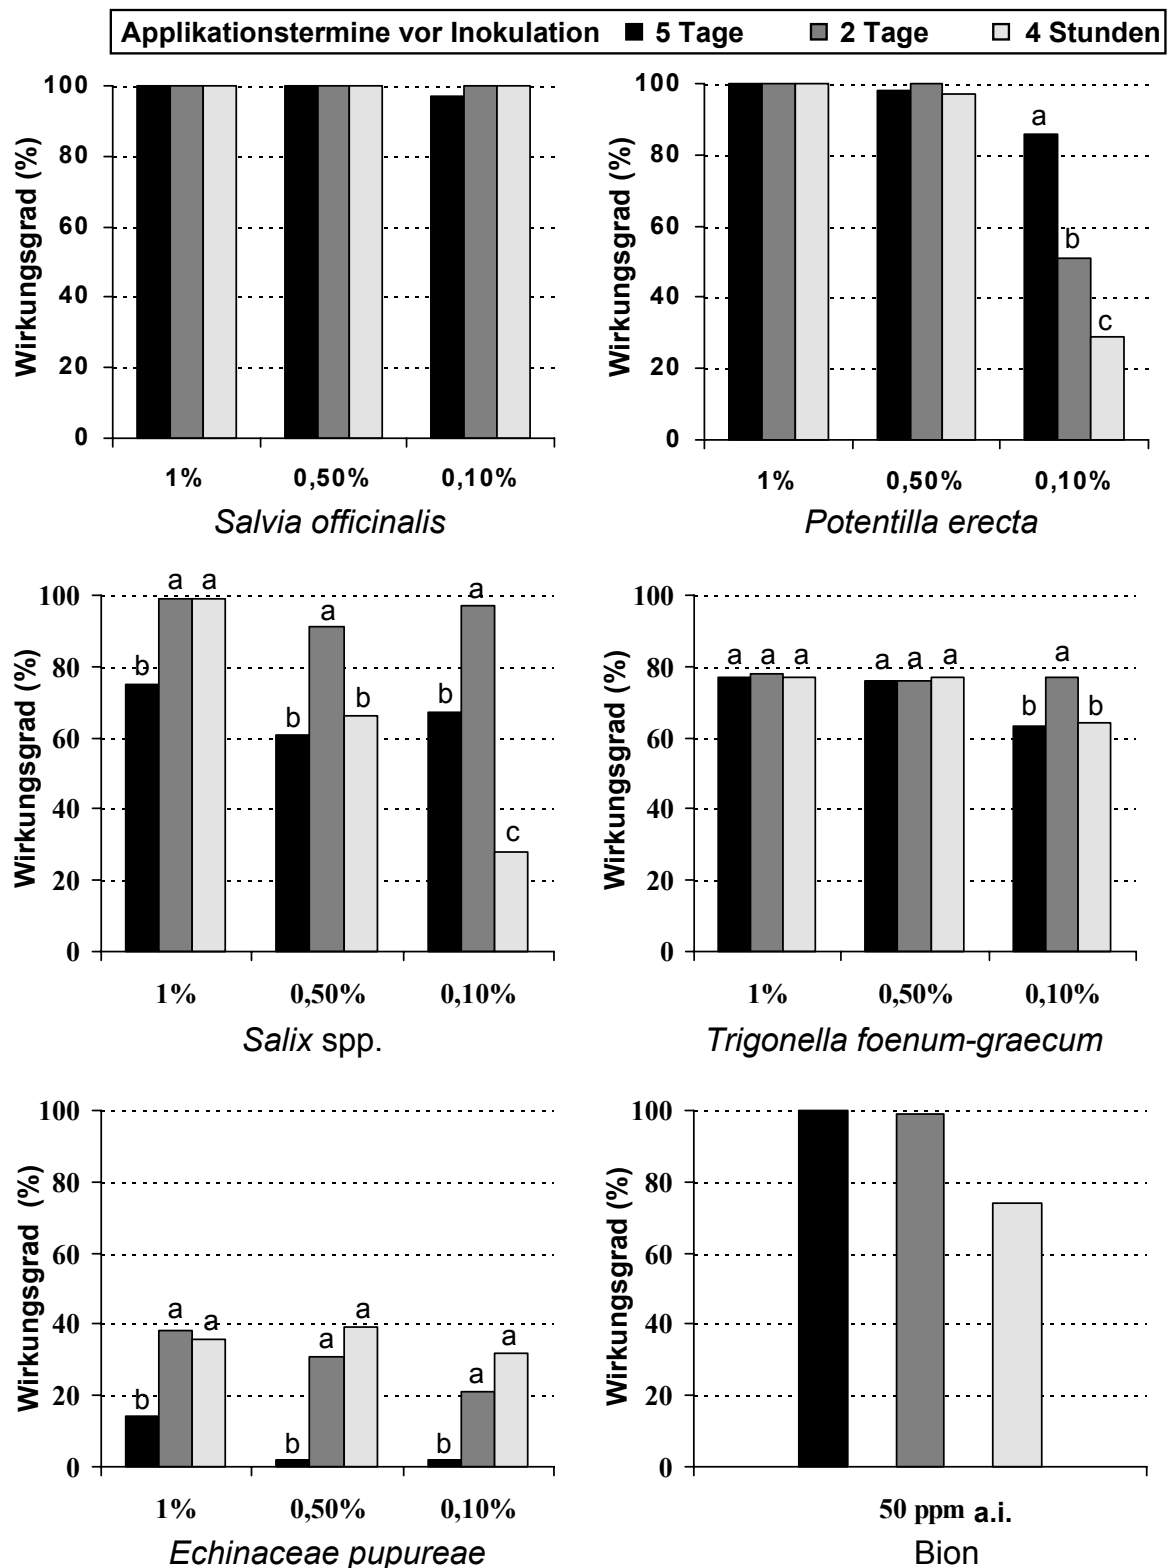 Applikationstermine vor Inokulation 5 Tage 2 Tage 4 Stunden
Wirkungsgrad (%)
100
80
60
40
20
0
1% 0,50% 0,10%
Salvia officinalis
Wirkungsgrad (%)
100
80
60
40
20
0
a
b
c
1% 0,50% 0,10%
Potentilla erecta
Wirkungsgrad (%)
100
80
60
40
20
0
b a a
b a b
b a c
1% 0,50% 0,10%
Salix spp.
Wirkungsgrad (%)
100
80
60
40
20
0
a a a
a a a
b a b
1% 0,50% 0,10%
Trigonella foenum-graecum
Wirkungsgrad (%)
100
80
60
40
20
0
b a a
b a a
b a a
1% 0,50% 0,10%
Echinaceae pupureae
Wirkungsgrad (%)
100
80
60
40
20
0
50 ppm a.i.
Bion